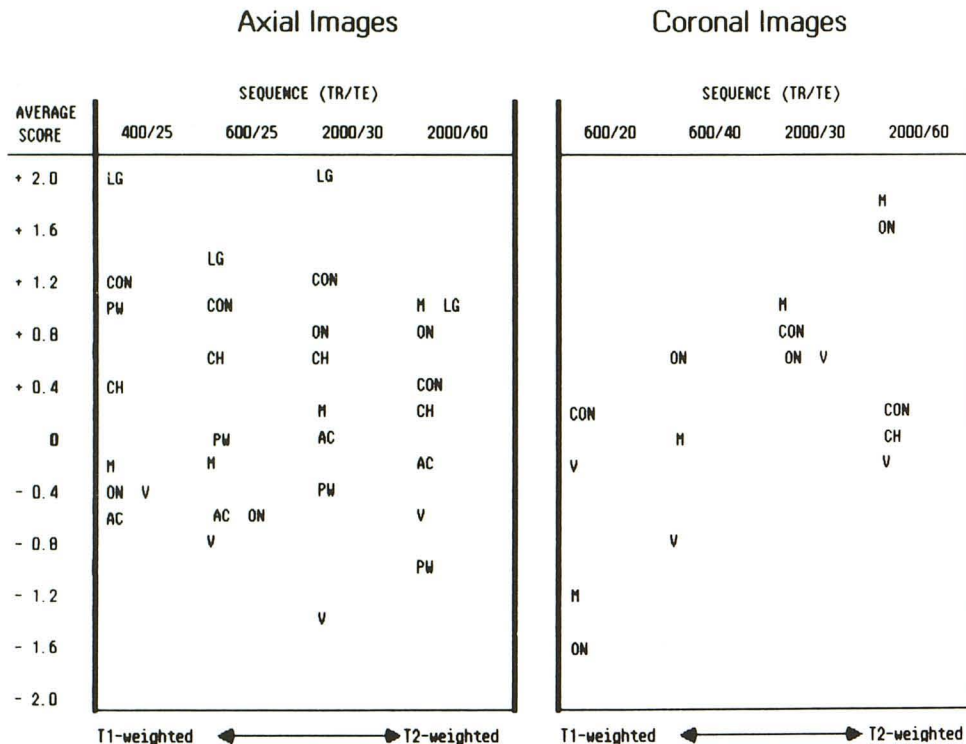 Axial Images Coronal Images
SEQUENCE (TR/TE) SEQUENCE (TR/TE)
AVERAGE
SCORE 400/25 600/25 2000/30 2000/60 600/20 600/40 2000/30 2000/60
+ 2.0 LG LG
M
+ 1.6 ON
LG
+ 1.2 CON CON
PW CON M LG M
+ 0.8 ON ON CON
CH CH ON ON V
+ 0.4 CH CON
M CH CON CON
0 PW AC M CH
M M AC V V
- 0.4 ON V PW
AC AC ON V
- 0.8 V V
PW
- 1.2 M
V
- 1.6 ON
- 2.0
T1-weighted T2-weighted T1-weighted T2-weighted